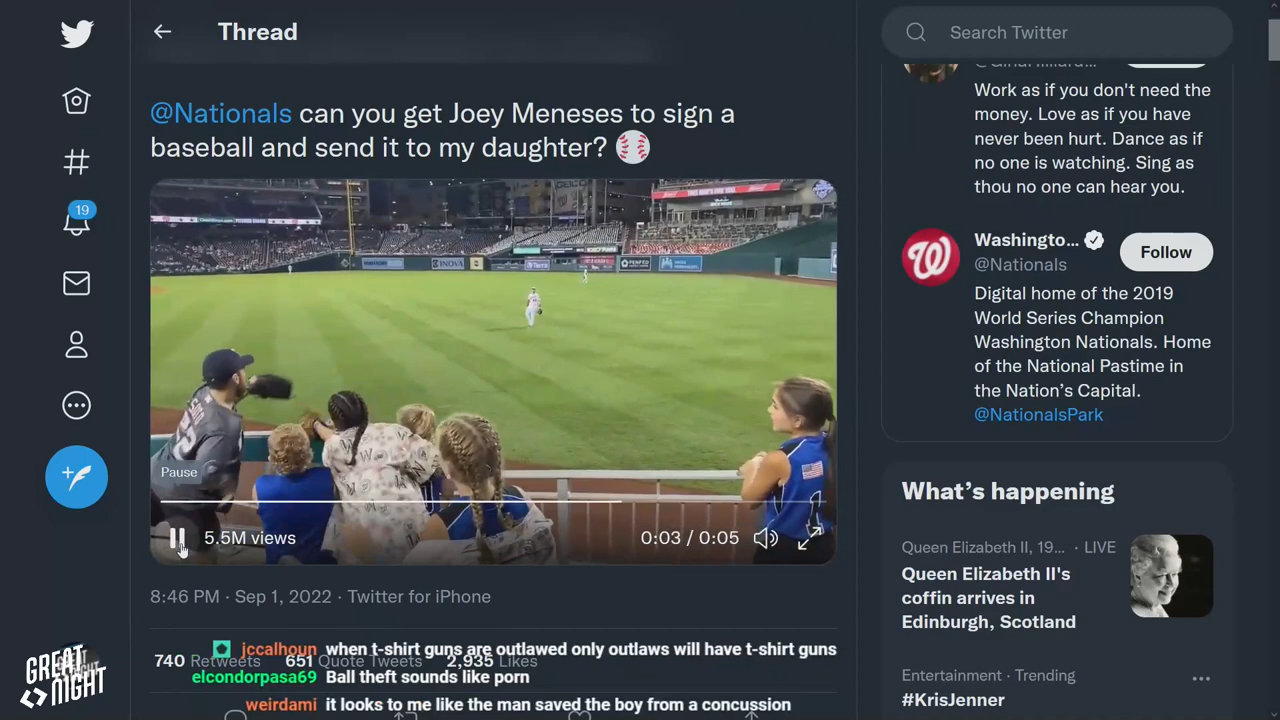 Thread
@Nationals can you get Joey Meneses to sign a
baseball and send it to my daughter?
Pause
5.5M views
0:03 / 0:05
8:46 PM · Sep 1, 2022 · Twitter for iPhone
740 Retweets 651 Quote Tweets 2,935 Likes
jccalhoun when t-shirt guns are outlawed only outlaws will have t-shirt guns
elcondorpasa69 Ball theft sounds like porn
weirdami it looks to me like the man saved the boy from a concussion
19
GREAT
NIGHT
Search Twitter
Work as if you don't need the
money. Love as if you have
never been hurt. Dance as if
no one is watching. Sing as
thou no one can hear you.
Washingto...
@Nationals
Follow
Digital home of the 2019
World Series Champion
Washington Nationals. Home
of the National Pastime in
the Nation's Capital.
@NationalsPark
What's happening
Queen Elizabeth II, 19... · LIVE
Queen Elizabeth II's
coffin arrives in
Edinburgh, Scotland
Entertainment · Trending
#KrisJenner
INOVA